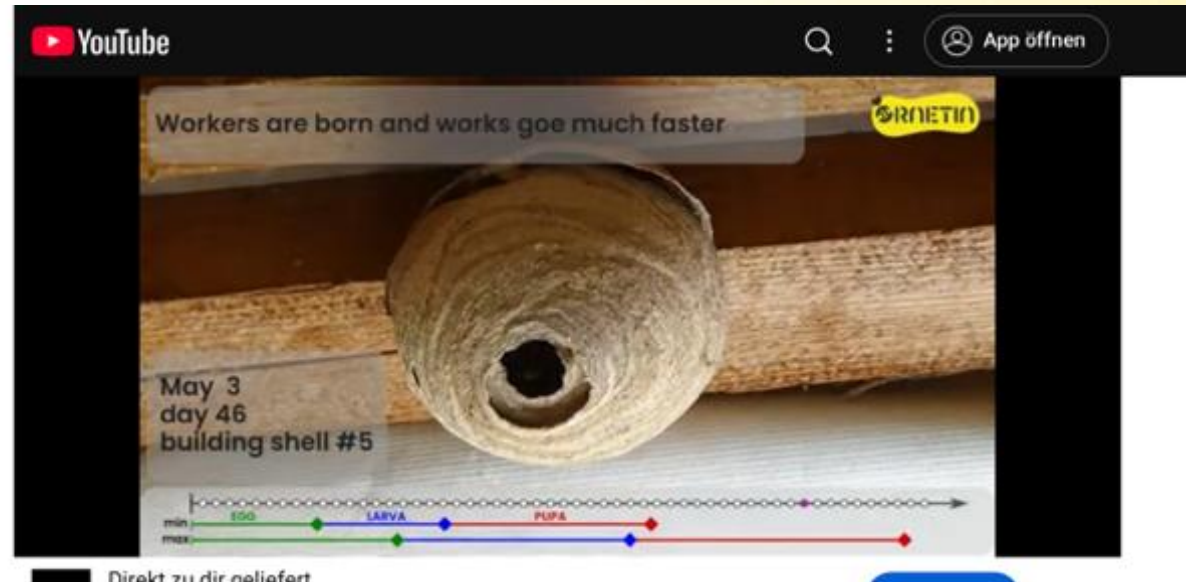 YouTube
App öffnen
Workers are born and works goe much faster
ORNETIN
May 3
day 46
building shell #5
EGG LARVA PUPA
min
max
Direkt zu dir geliefert